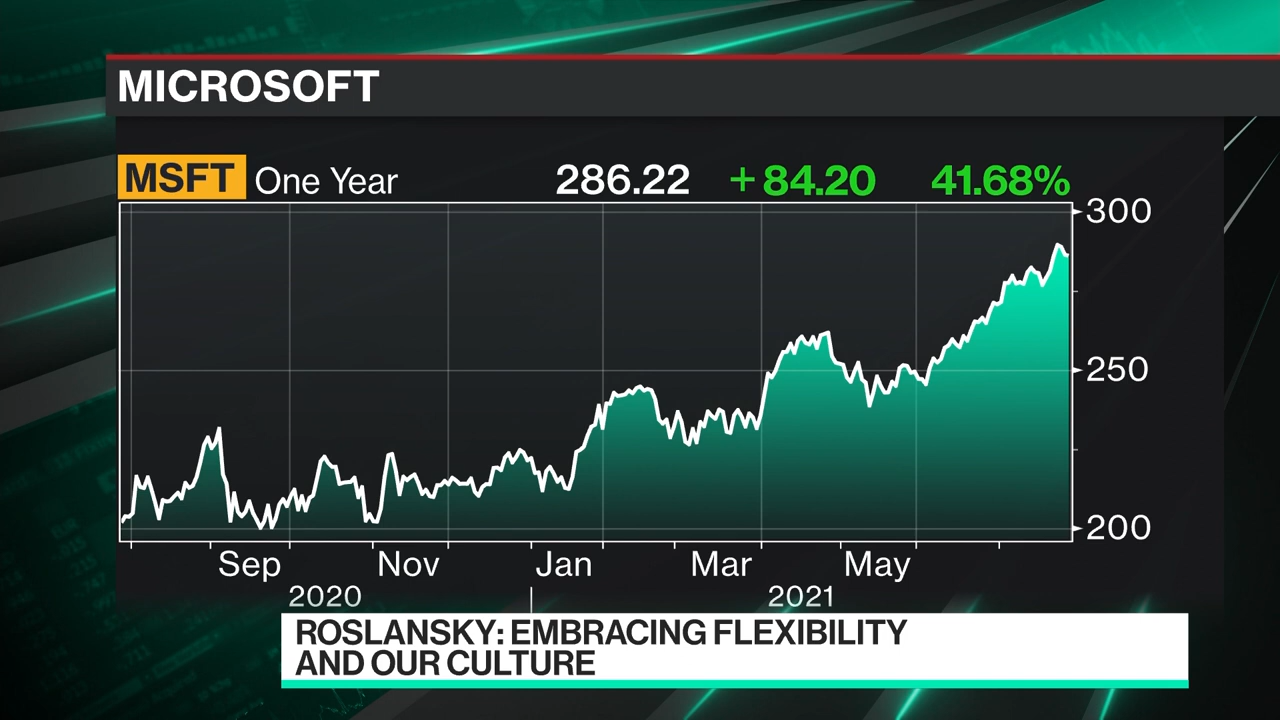 MICROSOFT
MSFT One Year 286.22 +84.20 41.68%
300
250
200
Sep Nov Jan Mar May
2020 2021
ROSLANSKY: EMBRACING FLEXIBILITY
AND OUR CULTURE